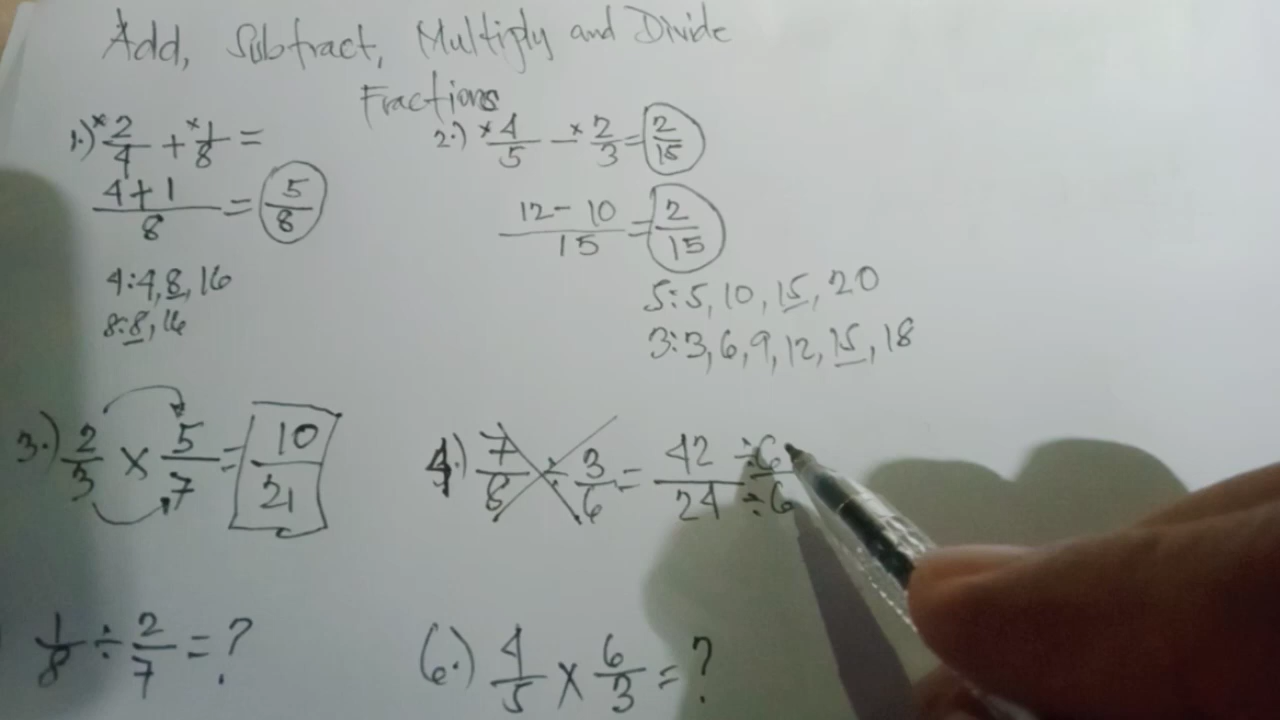 Add, Subtract, Multiply and Divide
Fractions
1.) × 2/4 + × 1/8 =
4+1/8 = 5/8
4:4,8,16
8:8,16
2.) × 4/5 - × 2/3 = 2/15
12-10/15 = 2/15
5:5,10,15,20
3:3,6,9,12,15,18
3.) 2/3 × 5/7 = 10/21
4.) 7/8 ÷ 3/6 = 42/24 ÷6/÷6
1/8 ÷ 2/7 = ?
6.) 4/5 × 6/3 = ?